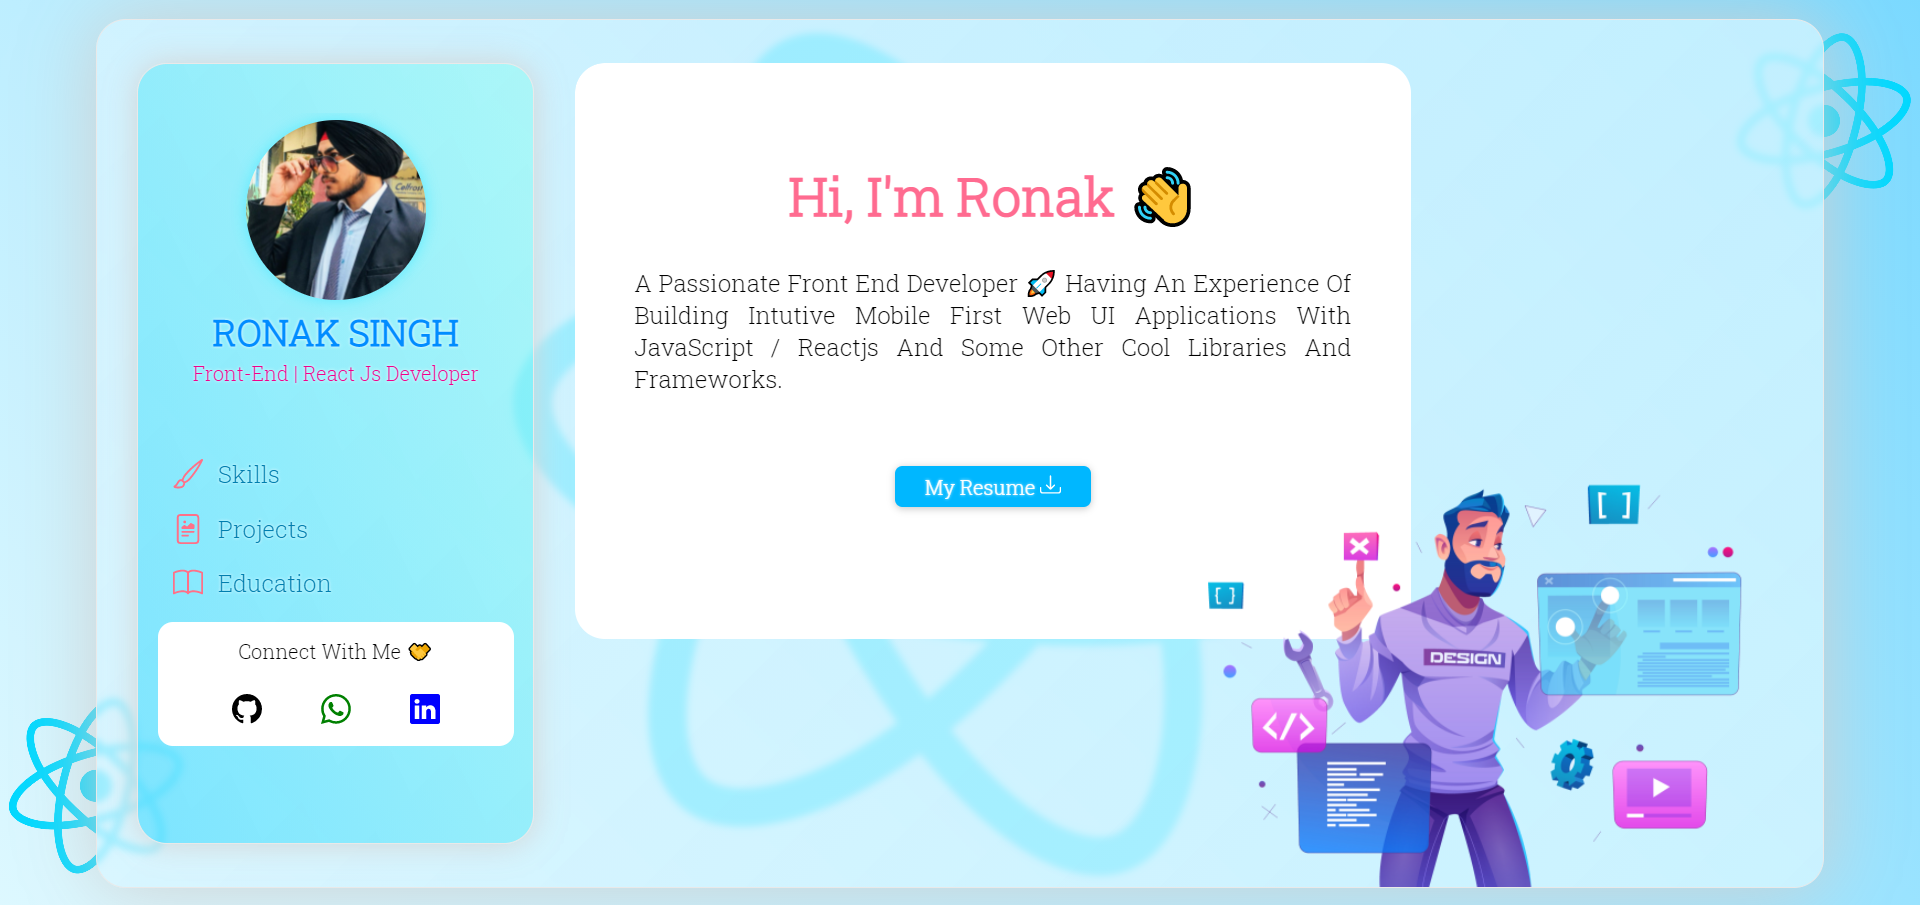 RONAK SINGH
Front-End | React Js Developer
Skills
Projects
Education
Connect With Me
Hi, I'm Ronak
A Passionate Front End Developer 🚀 Having An Experience Of
Building Intutive Mobile First Web UI Applications With
JavaScript / Reactjs And Some Other Cool Libraries And
Frameworks.
My Resume
[ ]
{ }
DESIGN
</>